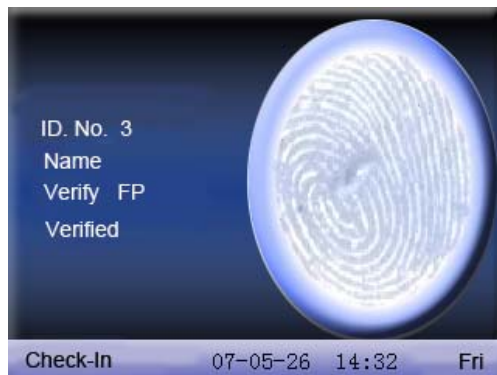 ID. No. 3
Name
Verify FP
Verified
Check-In 07-05-26 14:32 Fri